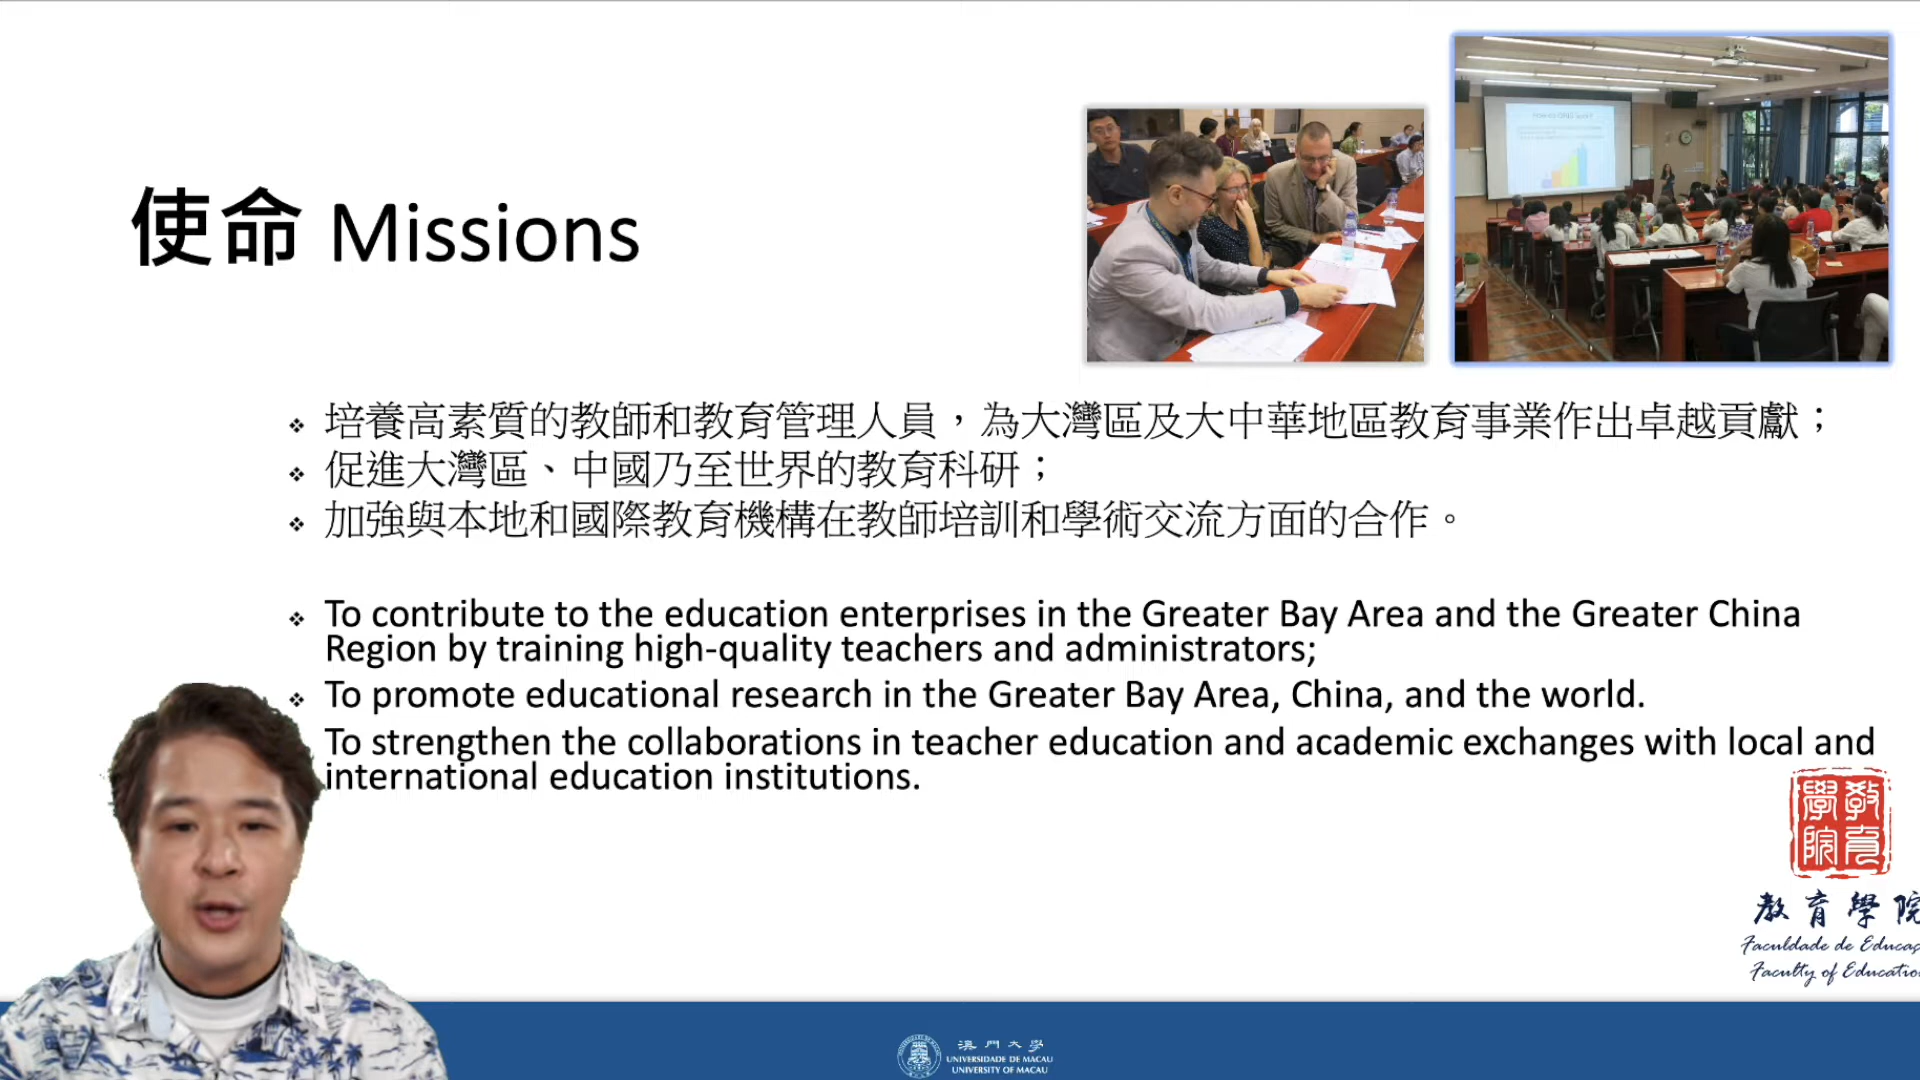 使命 Missions
培養高素質的教師和教育管理人員，為大灣區及大中華地區教育事業作出卓越貢獻；
促進大灣區、中國乃至世界的教育科研；
加強與本地和國際教育機構在教師培訓和學術交流方面的合作。
To contribute to the education enterprises in the Greater Bay Area and the Greater China
Region by training high-quality teachers and administrators;
To promote educational research in the Greater Bay Area, China, and the world.
To strengthen the collaborations in teacher education and academic exchanges with local and
international education institutions.
教育學院
教育學院
Faculdade de Educaç
Faculty of Educatio
澳門大學
UNIVERSIDADE DE MACAU
UNIVERSITY OF MACAU